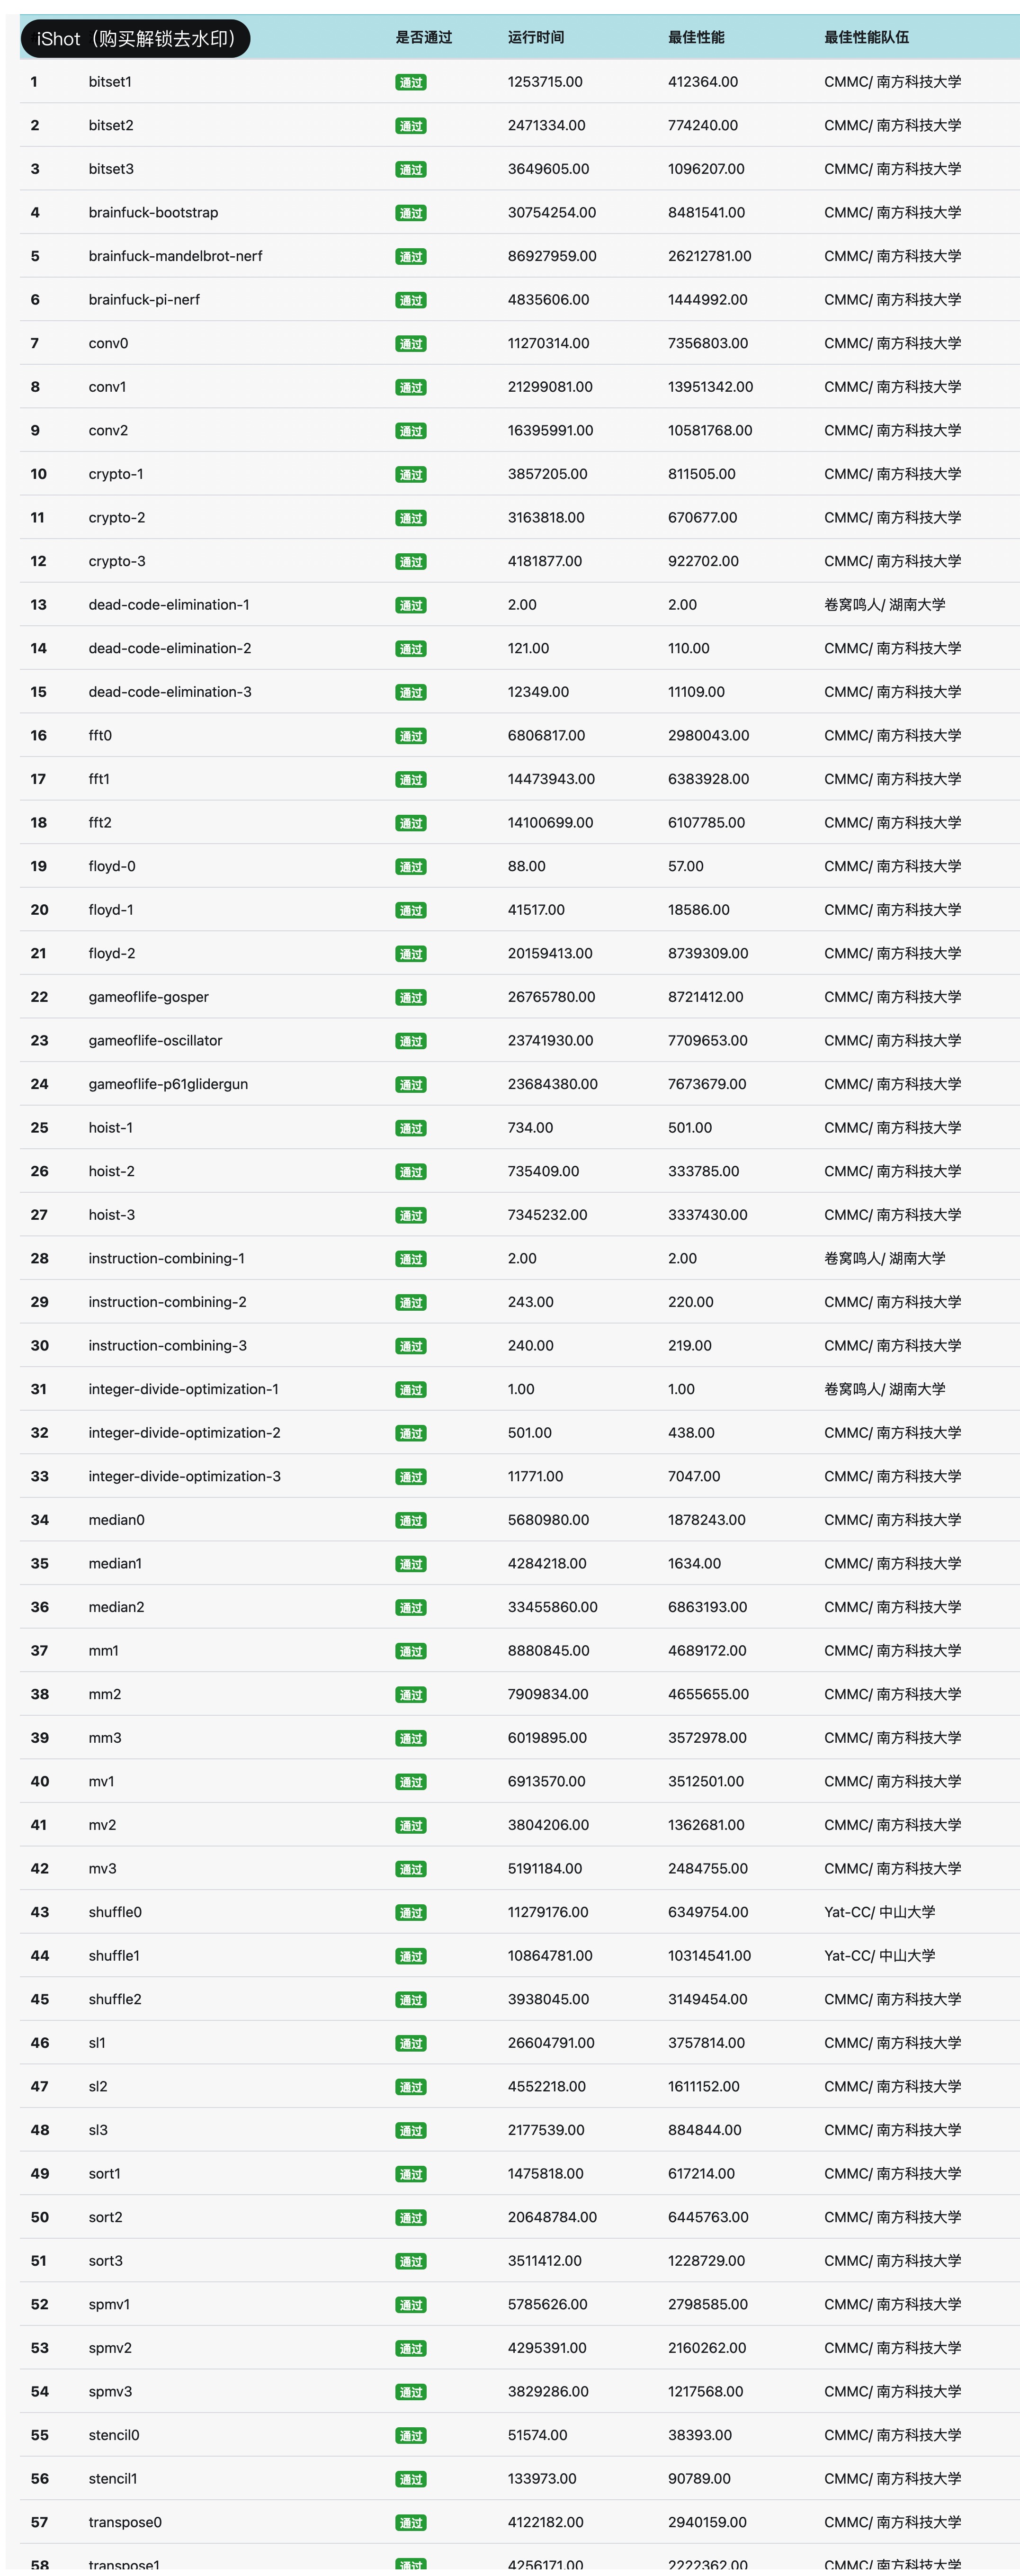 iShot（购买解锁去水印） 是否通过 运行时间 最佳性能 最佳性能队伍
1 bitset1 通过 1253715.00 412364.00 CMMC/ 南方科技大学
2 bitset2 通过 2471334.00 774240.00 CMMC/ 南方科技大学
3 bitset3 通过 3649605.00 1096207.00 CMMC/ 南方科技大学
4 brainfuck-bootstrap 通过 30754254.00 8481541.00 CMMC/ 南方科技大学
5 brainfuck-mandelbrot-nerf 通过 86927959.00 26212781.00 CMMC/ 南方科技大学
6 brainfuck-pi-nerf 通过 4835606.00 1444992.00 CMMC/ 南方科技大学
7 conv0 通过 11270314.00 7356803.00 CMMC/ 南方科技大学
8 conv1 通过 21299081.00 13951342.00 CMMC/ 南方科技大学
9 conv2 通过 16395991.00 10581768.00 CMMC/ 南方科技大学
10 crypto-1 通过 3857205.00 811505.00 CMMC/ 南方科技大学
11 crypto-2 通过 3163818.00 670677.00 CMMC/ 南方科技大学
12 crypto-3 通过 4181877.00 922702.00 CMMC/ 南方科技大学
13 dead-code-elimination-1 通过 2.00 2.00 卷窝鸣人/ 湖南大学
14 dead-code-elimination-2 通过 121.00 110.00 CMMC/ 南方科技大学
15 dead-code-elimination-3 通过 12349.00 11109.00 CMMC/ 南方科技大学
16 fft0 通过 6806817.00 2980043.00 CMMC/ 南方科技大学
17 fft1 通过 14473943.00 6383928.00 CMMC/ 南方科技大学
18 fft2 通过 14100699.00 6107785.00 CMMC/ 南方科技大学
19 floyd-0 通过 88.00 57.00 CMMC/ 南方科技大学
20 floyd-1 通过 41517.00 18586.00 CMMC/ 南方科技大学
21 floyd-2 通过 20159413.00 8739309.00 CMMC/ 南方科技大学
22 gameoflife-gosper 通过 26765780.00 8721412.00 CMMC/ 南方科技大学
23 gameoflife-oscillator 通过 23741930.00 7709653.00 CMMC/ 南方科技大学
24 gameoflife-p61glidergun 通过 23684380.00 7673679.00 CMMC/ 南方科技大学
25 hoist-1 通过 734.00 501.00 CMMC/ 南方科技大学
26 hoist-2 通过 735409.00 333785.00 CMMC/ 南方科技大学
27 hoist-3 通过 7345232.00 3337430.00 CMMC/ 南方科技大学
28 instruction-combining-1 通过 2.00 2.00 卷窝鸣人/ 湖南大学
29 instruction-combining-2 通过 243.00 220.00 CMMC/ 南方科技大学
30 instruction-combining-3 通过 240.00 219.00 CMMC/ 南方科技大学
31 integer-divide-optimization-1 通过 1.00 1.00 卷窝鸣人/ 湖南大学
32 integer-divide-optimization-2 通过 501.00 438.00 CMMC/ 南方科技大学
33 integer-divide-optimization-3 通过 11771.00 7047.00 CMMC/ 南方科技大学
34 median0 通过 5680980.00 1878243.00 CMMC/ 南方科技大学
35 median1 通过 4284218.00 1634.00 CMMC/ 南方科技大学
36 median2 通过 33455860.00 6863193.00 CMMC/ 南方科技大学
37 mm1 通过 8880845.00 4689172.00 CMMC/ 南方科技大学
38 mm2 通过 7909834.00 4655655.00 CMMC/ 南方科技大学
39 mm3 通过 6019895.00 3572978.00 CMMC/ 南方科技大学
40 mv1 通过 6913570.00 3512501.00 CMMC/ 南方科技大学
41 mv2 通过 3804206.00 1362681.00 CMMC/ 南方科技大学
42 mv3 通过 5191184.00 2484755.00 CMMC/ 南方科技大学
43 shuffle0 通过 11279176.00 6349754.00 Yat-CC/ 中山大学
44 shuffle1 通过 10864781.00 10314541.00 Yat-CC/ 中山大学
45 shuffle2 通过 3938045.00 3149454.00 CMMC/ 南方科技大学
46 sl1 通过 26604791.00 3757814.00 CMMC/ 南方科技大学
47 sl2 通过 4552218.00 1611152.00 CMMC/ 南方科技大学
48 sl3 通过 2177539.00 884844.00 CMMC/ 南方科技大学
49 sort1 通过 1475818.00 617214.00 CMMC/ 南方科技大学
50 sort2 通过 20648784.00 6445763.00 CMMC/ 南方科技大学
51 sort3 通过 3511412.00 1228729.00 CMMC/ 南方科技大学
52 spmv1 通过 5785626.00 2798585.00 CMMC/ 南方科技大学
53 spmv2 通过 4295391.00 2160262.00 CMMC/ 南方科技大学
54 spmv3 通过 3829286.00 1217568.00 CMMC/ 南方科技大学
55 stencil0 通过 51574.00 38393.00 CMMC/ 南方科技大学
56 stencil1 通过 133973.00 90789.00 CMMC/ 南方科技大学
57 transpose0 通过 4122182.00 2940159.00 CMMC/ 南方科技大学
58 transpose1 通过 4256171.00 2222362.00 CMMC/ 南方科技大学